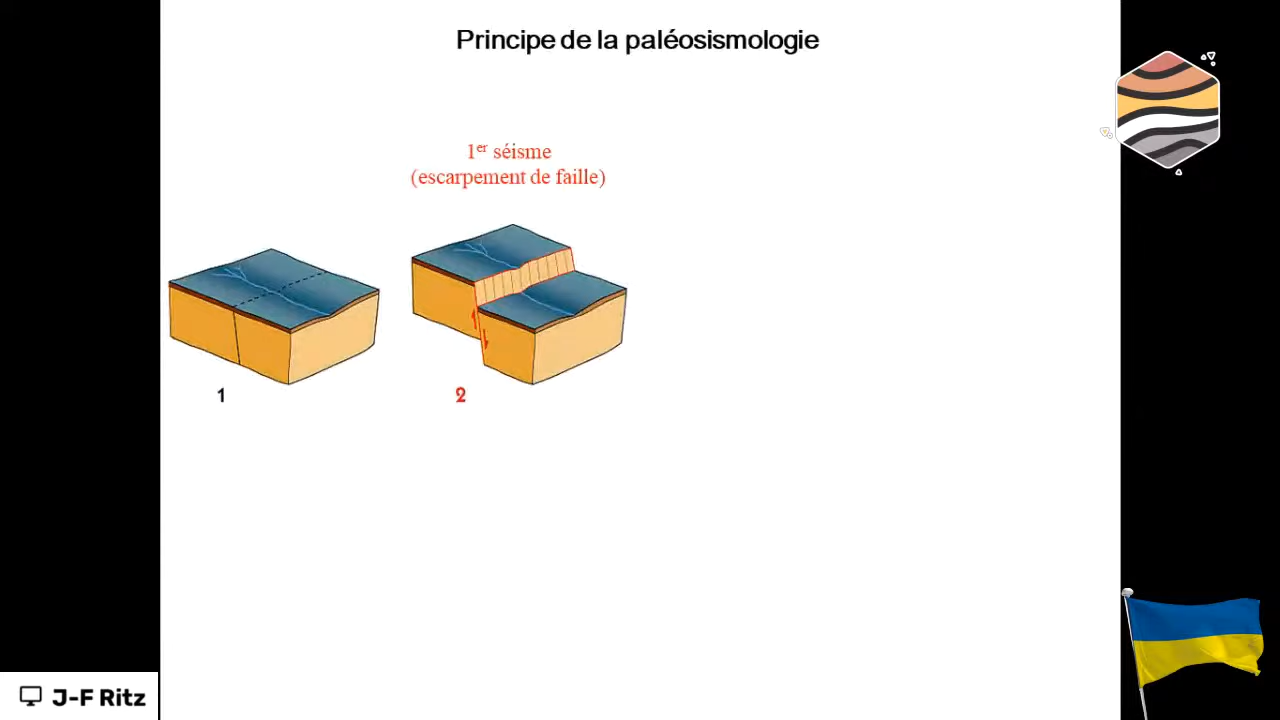 Principe de la paléosismologie
1er séisme
(escarpement de faille)
1
2
J-F Ritz